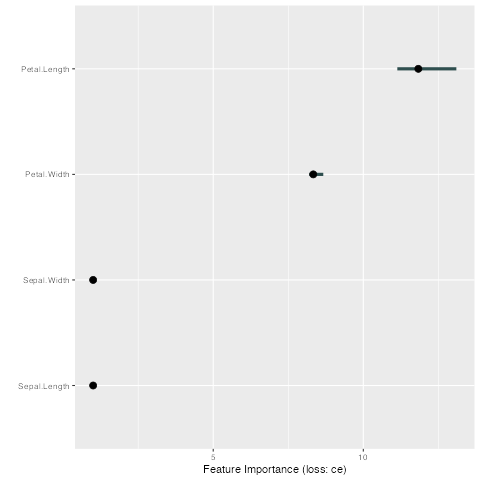 Petal.Length
Petal.Width
Sepal.Width
Sepal.Length
5
10
Feature Importance (loss: ce)